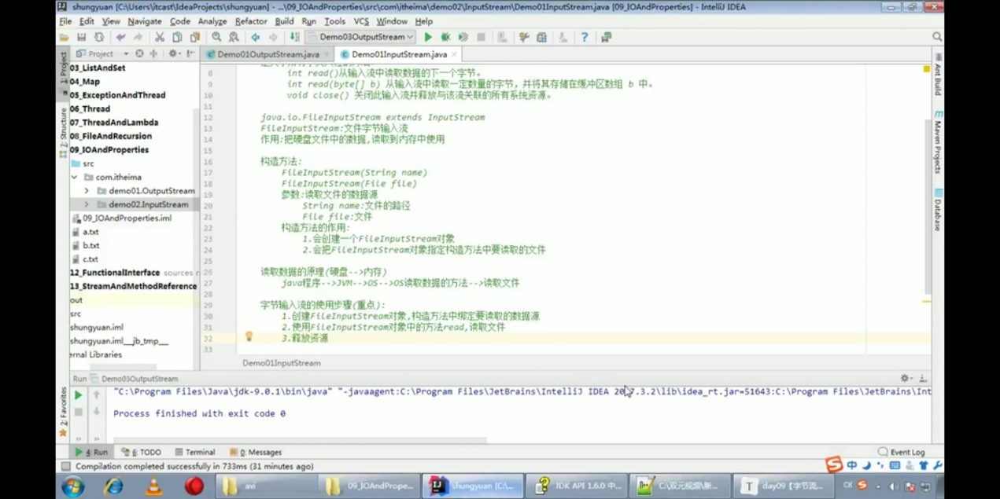 shungyuan [C:\Users\itcast\IdeaProjects\shungyuan] - ...\09_IOAndProperties\src\com\itheima\demo02\InputStream\Demo01InputStream.java [09_IOAndProperties] - IntelliJ IDEA
File Edit View Navigate Code Analyze Refactor Build Run Tools VCS Window Help
Demo03OutputStream
Project
Demo01OutputStream.java
Demo01InputStream.java
1: Project
7: Structure
2: Favorites
Ant Build
Maven Projects
Database
03_ListAndSet
04_Map
05_ExceptionAndThread
06_Thread
07_ThreadAndLambda
08_FileAndRecursion
09_IOAndProperties
src
com.itheima
demo01.OutputStream
demo02.InputStream
09_IOAndProperties.iml
a.txt
b.txt
c.txt
12_FunctionalInterface sources r
13_StreamAndMethodReference
out
src
shungyuan.iml
shungyuan.iml__jb_tmp__
ernal Libraries
8 int read()从输入流中读取数据的下一个字节。
9 int read(byte[] b) 从输入流中读取一定数量的字节，并将其存储在缓冲区数组 b 中。
10 void close() 关闭此输入流并释放与该流关联的所有系统资源。
11
12 java.io.FileInputStream extends InputStream
13 FileInputStream:文件字节输入流
14 作用:把硬盘文件中的数据,读取到内存中使用
15
16 构造方法:
17 FileInputStream(String name)
18 FileInputStream(File file)
19 参数:读取文件的数据源
20 String name:文件的路径
21 File file:文件
22 构造方法的作用:
23 1.会创建一个FileInputStream对象
24 2.会把FileInputStream对象指定构造方法中要读取的文件
25
26 读取数据的原理(硬盘-->内存)
27 java程序-->JVM-->OS-->OS读取数据的方法-->读取文件
28
29 字节输入流的使用步骤(重点):
30 1.创建FileInputStream对象,构造方法中绑定要读取的数据源
31 2.使用FileInputStream对象中的方法read,读取文件
32 3.释放资源
33
Demo01InputStream
Run Demo03OutputStream
"C:\Program Files\Java\jdk-9.0.1\bin\java" "-javaagent:C:\Program Files\JetBrains\IntelliJ IDEA 2017.3.2\lib\idea_rt.jar=51643:C:\Program Files\JetBrains\Int
Process finished with exit code 0
4: Run 6: TODO Terminal 0: Messages Event Log
Compilation completed successfully in 733ms (31 minutes ago)
中
avi
09_IOAndPrope...
shungyuan [C:\...
JDK API 1.6.0 中...
C:\双元视频\新...
day09【字节流...
CH